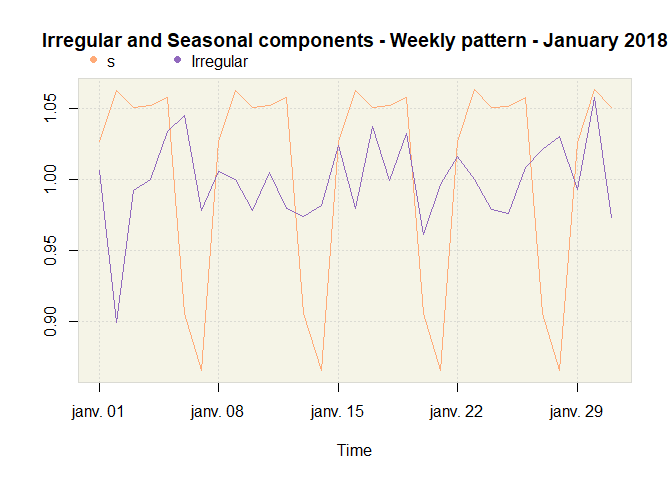 Irregular and Seasonal components - Weekly pattern - January 2018
s Irregular
1.05
1.00
0.95
0.90
janv. 01 janv. 08 janv. 15 janv. 22 janv. 29
Time